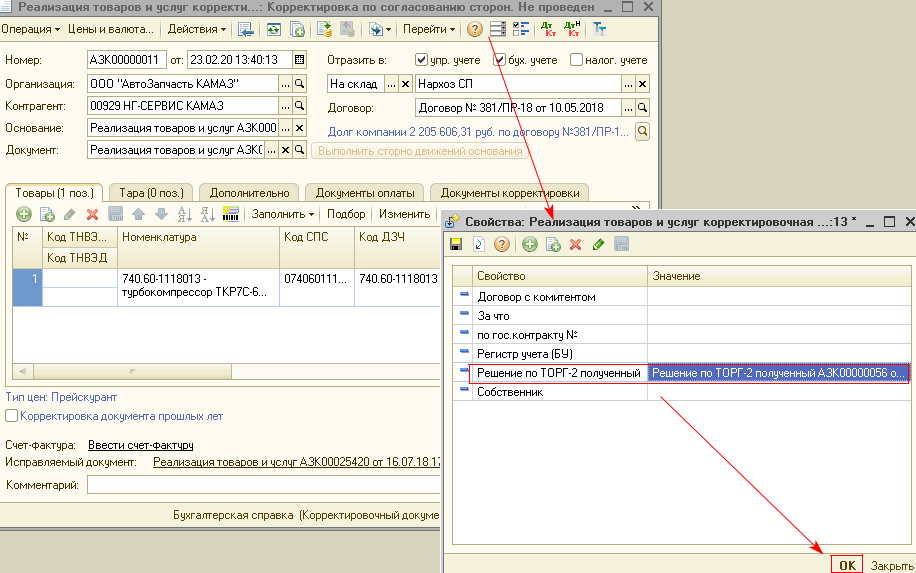 Реализация товаров и услуг корректи...: Корректировка по согласованию сторон. Не проведен
Операция Цены и валюта... Действия Перейти ? Дт Кт Дт Кт Н
Номер: АЗК00000011 от: 23.02.20 13:40:13 Отразить в: упр. учете бух. учете налог. учете
Организация: ООО "АвтоЗапчасть КАМАЗ" ... На склад ... × Нархоз СП ... ×
Контрагент: 00929 НГ-СЕРВИС КАМАЗ ... Договор: Договор № 381/ПР-18 от 10.05.2018 ...
Основание: Реализация товаров и услуг АЗК000 ... × Долг компании 2 205 606,31 руб. по договору №381/ПР-1...
Документ: Реализация товаров и услуг АЗК( ... × Выполнить сторно движений основания
Товары (1 поз.) Тара (0 поз.) Дополнительно Документы оплаты Документы корректировки
Заполнить Подбор Изменить
№ Код ТНВЭ... Номенклатура Код СПС Код ДЗЧ
Код ТНВЭД
1 740.60-1118013 - турбокомпрессор ТКР7С-6... 074060111... 740.60-1118013
Тип цен: Прейскурант
Корректировка документа прошлых лет
Счет-фактура: Ввести счет-фактуру
Исправляемый документ: Реализация товаров и услуг АЗК00025420 от 16.07.18 17
Комментарий:
Бухгалтерская справка (Корректировочный докуме
Свойства: Реализация товаров и услуг корректировочная ...:13 *
Свойство Значение
Договор с комитентом
За что
по гос.контракту №
Регистр учета (БУ)
Решение по ТОРГ-2 полученный Решение по ТОРГ-2 полученный АЗК00000056 о...
Собственник
OK Закрыть